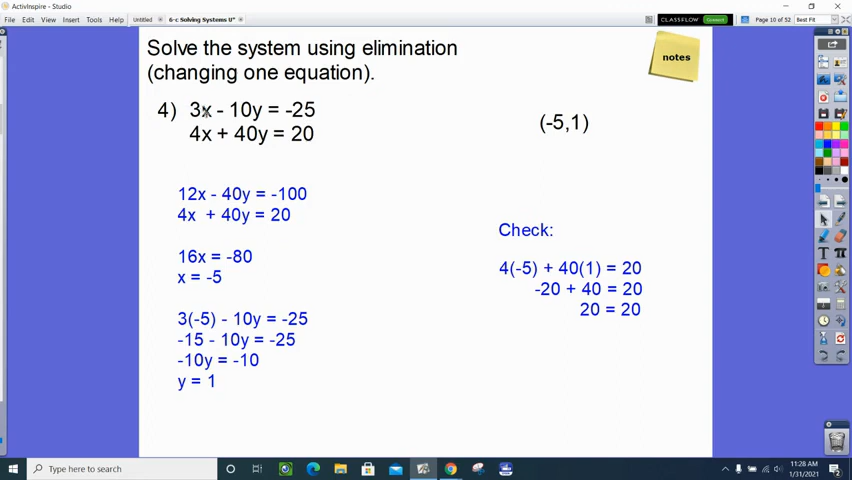 ActivInspire - Studio
File Edit View Insert Tools Help
Untitled
6-c Solving Systems U*
CLASSFLOW
Connect
Page 10 of 52
Best Fit
Solve the system using elimination
(changing one equation).
notes
4) 3x - 10y = -25
4x + 40y = 20
(-5,1)
12x - 40y = -100
4x + 40y = 20
16x = -80
x = -5
3(-5) - 10y = -25
-15 - 10y = -25
-10y = -10
y = 1
Check:
4(-5) + 40(1) = 20
-20 + 40 = 20
20 = 20
Type here to search
11:28 AM
1/31/2021